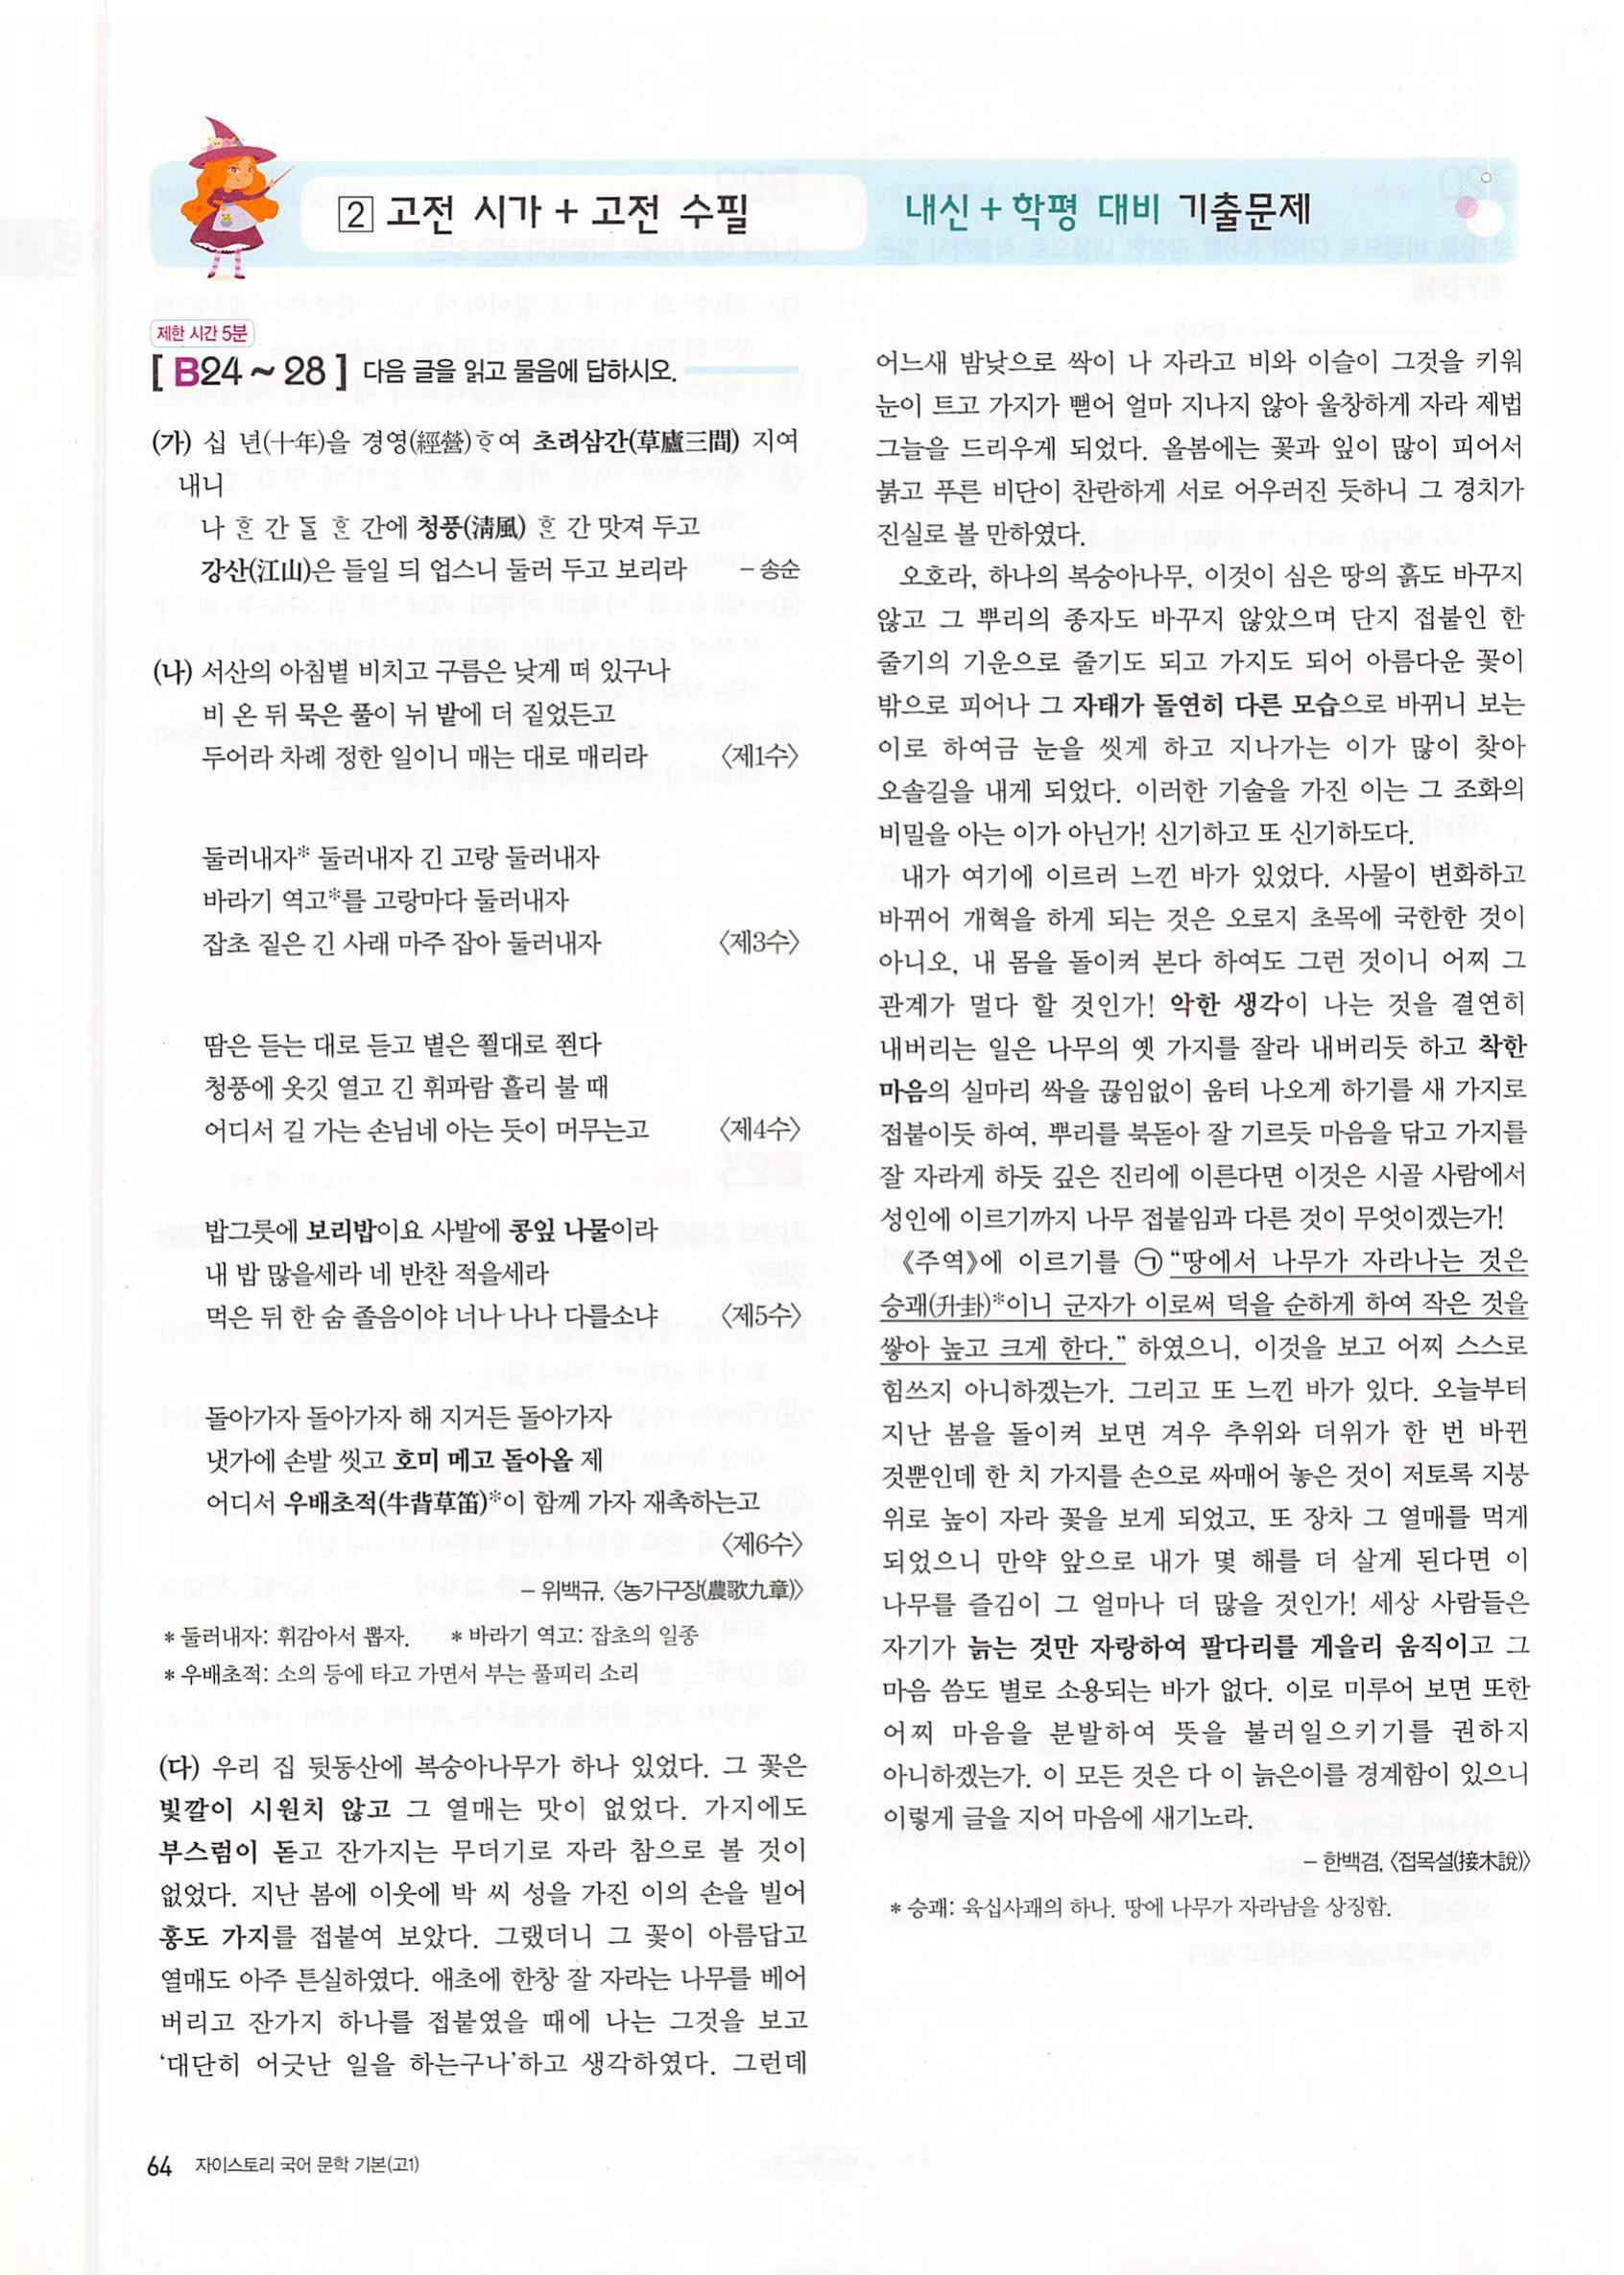 2 고전 시가 + 고전 수필
내신 + 학평 대비 기출문제
제한 시간 5분
[ B24 ~ 28 ] 다음 글을 읽고 물음에 답하시오.
(가) 십 년(十年)을 경영(經營)ᄒᆞ여 초려삼간(草廬三間) 지여
내니
나 ᄒᆞᆫ 간 ᄃᆞᆯ ᄒᆞᆫ 간에 청풍(淸風) ᄒᆞᆫ 간 맛져 두고
강산(江山)은 들일 듸 업스니 둘러 두고 보리라 - 송순
(나) 서산의 아침볕 비치고 구름은 낮게 떠 있구나
비 온 뒤 묵은 풀이 뉘 밭에 더 짙었든고
두어라 차례 정한 일이니 매는 대로 매리라 〈제1수〉
둘러내자* 둘러내자 긴 고랑 둘러내자
바라기 역고*를 고랑마다 둘러내자
잡초 짙은 긴 사래 마주 잡아 둘러내자 〈제3수〉
땀은 듣는 대로 듣고 볕은 쬘대로 쬔다
청풍에 옷깃 열고 긴 휘파람 흘리 불 때
어디서 길 가는 손님네 아는 듯이 머무는고 〈제4수〉
밥그릇에 보리밥이요 사발에 콩잎 나물이라
내 밥 많을세라 네 반찬 적을세라
먹은 뒤 한 숨 졸음이야 너나 나나 다를소냐 〈제5수〉
돌아가자 돌아가자 해 지거든 돌아가자
냇가에 손발 씻고 호미 메고 돌아올 제
어디서 우배초적(牛背草笛)*이 함께 가자 재촉하는고
〈제6수〉
- 위백규, 〈농가구장(農歌九章)〉
* 둘러내자: 휘감아서 뽑자. * 바라기 역고: 잡초의 일종
* 우배초적: 소의 등에 타고 가면서 부는 풀피리 소리
(다) 우리 집 뒷동산에 복숭아나무가 하나 있었다. 그 꽃은
빛깔이 시원치 않고 그 열매는 맛이 없었다. 가지에도
부스럼이 돋고 잔가지는 무더기로 자라 참으로 볼 것이
없었다. 지난 봄에 이웃에 박 씨 성을 가진 이의 손을 빌어
홍도 가지를 접붙여 보았다. 그랬더니 그 꽃이 아름답고
열매도 아주 튼실하였다. 애초에 한창 잘 자라는 나무를 베어
버리고 잔가지 하나를 접붙였을 때에 나는 그것을 보고
‘대단히 어긋난 일을 하는구나’하고 생각하였다. 그런데
어느새 밤낮으로 싹이 나 자라고 비와 이슬이 그것을 키워
눈이 트고 가지가 뻗어 얼마 지나지 않아 울창하게 자라 제법
그늘을 드리우게 되었다. 올봄에는 꽃과 잎이 많이 피어서
붉고 푸른 비단이 찬란하게 서로 어우러진 듯하니 그 경치가
진실로 볼 만하였다.
오호라, 하나의 복숭아나무, 이것이 심은 땅의 흙도 바꾸지
않고 그 뿌리의 종자도 바꾸지 않았으며 단지 접붙인 한
줄기의 기운으로 줄기도 되고 가지도 되어 아름다운 꽃이
밖으로 피어나 그 자태가 돌연히 다른 모습으로 바뀌니 보는
이로 하여금 눈을 씻게 하고 지나가는 이가 많이 찾아
오솔길을 내게 되었다. 이러한 기술을 가진 이는 그 조화의
비밀을 아는 이가 아닌가! 신기하고 또 신기하도다.
내가 여기에 이르러 느낀 바가 있었다. 사물이 변화하고
바뀌어 개혁을 하게 되는 것은 오로지 초목에 국한한 것이
아니오, 내 몸을 돌이켜 본다 하여도 그런 것이니 어찌 그
관계가 멀다 할 것인가! 악한 생각이 나는 것을 결연히
내버리는 일은 나무의 옛 가지를 잘라 내버리듯 하고 착한
마음의 실마리 싹을 끊임없이 움터 나오게 하기를 새 가지로
접붙이듯 하여, 뿌리를 북돋아 잘 기르듯 마음을 닦고 가지를
잘 자라게 하듯 깊은 진리에 이른다면 이것은 시골 사람에서
성인에 이르기까지 나무 접붙임과 다른 것이 무엇이겠는가!
《주역》에 이르기를 ㉠ “땅에서 나무가 자라나는 것은
승괘(升卦)*이니 군자가 이로써 덕을 순하게 하여 작은 것을
쌓아 높고 크게 한다.” 하였으니, 이것을 보고 어찌 스스로
힘쓰지 아니하겠는가. 그리고 또 느낀 바가 있다. 오늘부터
지난 봄을 돌이켜 보면 겨우 추위와 더위가 한 번 바뀐
것뿐인데 한 치 가지를 손으로 싸매어 놓은 것이 저토록 지붕
위로 높이 자라 꽃을 보게 되었고, 또 장차 그 열매를 먹게
되었으니 만약 앞으로 내가 몇 해를 더 살게 된다면 이
나무를 즐김이 그 얼마나 더 많을 것인가! 세상 사람들은
자기가 늙는 것만 자랑하여 팔다리를 게을리 움직이고 그
마음 씀도 별로 소용되는 바가 없다. 이로 미루어 보면 또한
어찌 마음을 분발하여 뜻을 불러일으키기를 권하지
아니하겠는가. 이 모든 것은 다 이 늙은이를 경계함이 있으니
이렇게 글을 지어 마음에 새기노라.
- 한백겸, 〈접목설(接木說)〉
* 승괘: 육십사괘의 하나. 땅에 나무가 자라남을 상징함.
64 자이스토리 국어 문학 기본(고1)